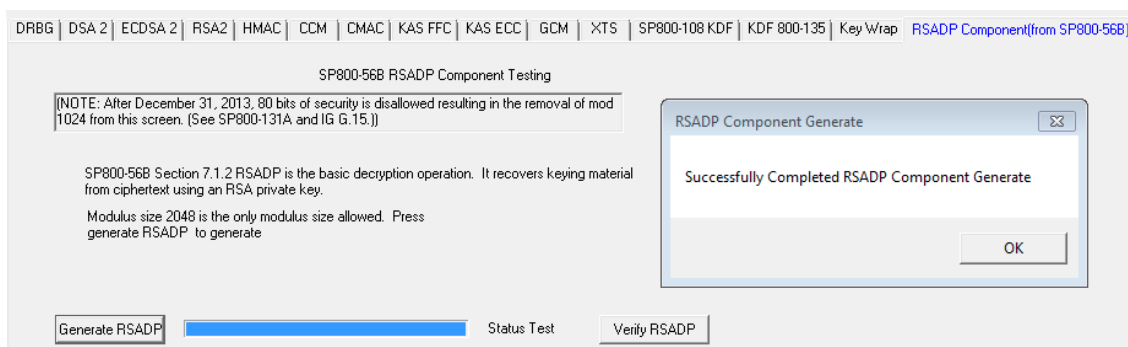 DRBG DSA 2 ECDSA 2 RSA2 HMAC CCM CMAC KAS FFC KAS ECC GCM XTS SP800-108 KDF KDF 800-135 Key Wrap RSADP Component(from SP800-56B)
SP800-56B RSADP Component Testing
(NOTE: After December 31, 2013, 80 bits of security is disallowed resulting in the removal of mod
1024 from this screen. (See SP800-131A and IG G.15.))
SP800-56B Section 7.1.2 RSADP is the basic decryption operation. It recovers keying material
from ciphertext using an RSA private key.
Modulus size 2048 is the only modulus size allowed. Press
generate RSADP to generate
RSADP Component Generate
Successfully Completed RSADP Component Generate
OK
Generate RSADP Status Test Verify RSADP